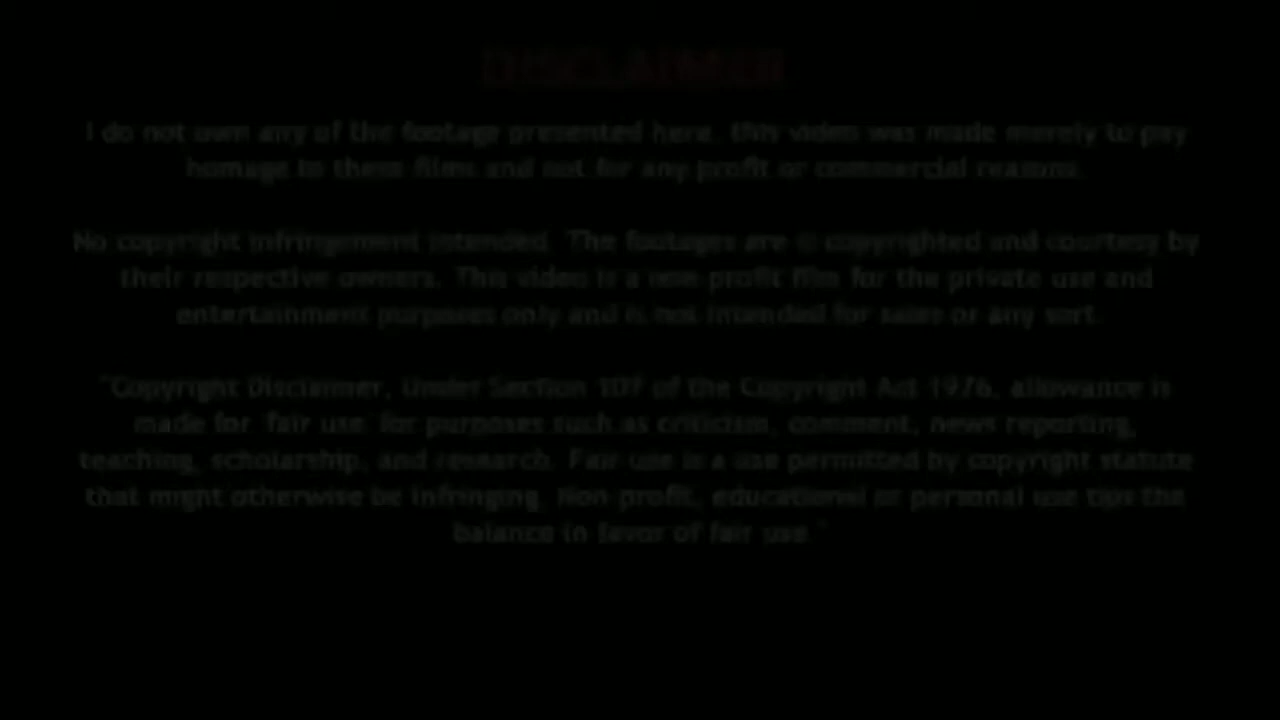 DISCLAIMER
I do not own any of the footage presented here. this video was made merely to pay
homage to these films and not for any profit or commercial reasons.
No copyright infringement intended. The footages are © copyrighted and courtesy by
their respective owners. This video is a non-profit film for the private use and
entertainment purposes only and is not intended for sales or any sort.
"Copyright Disclaimer, Under Section 107 of the Copyright Act 1976, allowance is
made for 'fair use' for purposes such as criticism, comment, news reporting,
teaching, scholarship, and research. Fair use is a use permitted by copyright statute
that might otherwise be infringing. Non-profit, educational or personal use tips the
balance in favor of fair use."